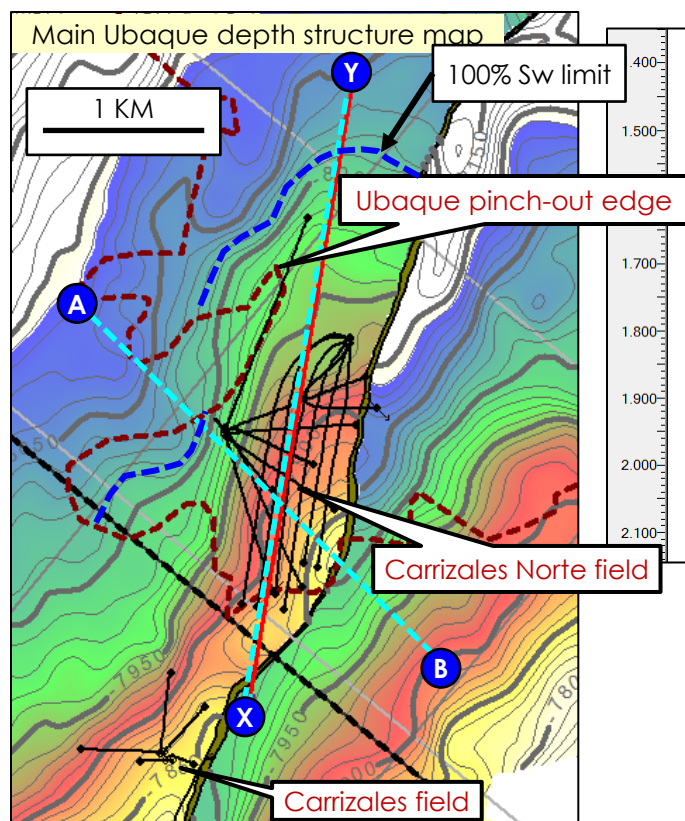 Main Ubaque depth structure map
Y
100% Sw limit
1 KM
.400
1.500
Ubaque pinch-out edge
1.700
A
1.800
1.900
2.000
2.100
Carrizales Norte field
B
-7950
-7950
X
Carrizales field